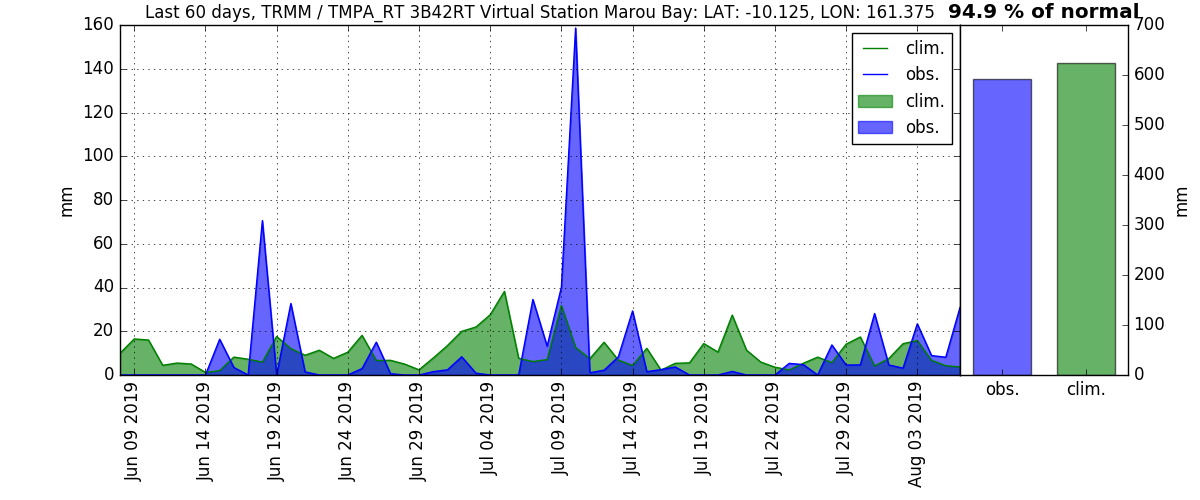 Last 60 days, TRMM / TMPA_RT 3B42RT Virtual Station Marou Bay: LAT: -10.125, LON: 161.375
94.9 % of normal
160
140
120
100
80
60
40
20
0
mm
clim.
obs.
clim.
obs.
Jun 09 2019
Jun 14 2019
Jun 19 2019
Jun 24 2019
Jun 29 2019
Jul 04 2019
Jul 09 2019
Jul 14 2019
Jul 19 2019
Jul 24 2019
Jul 29 2019
Aug 03 2019
700
600
500
400
300
200
100
0
mm
obs.
clim.